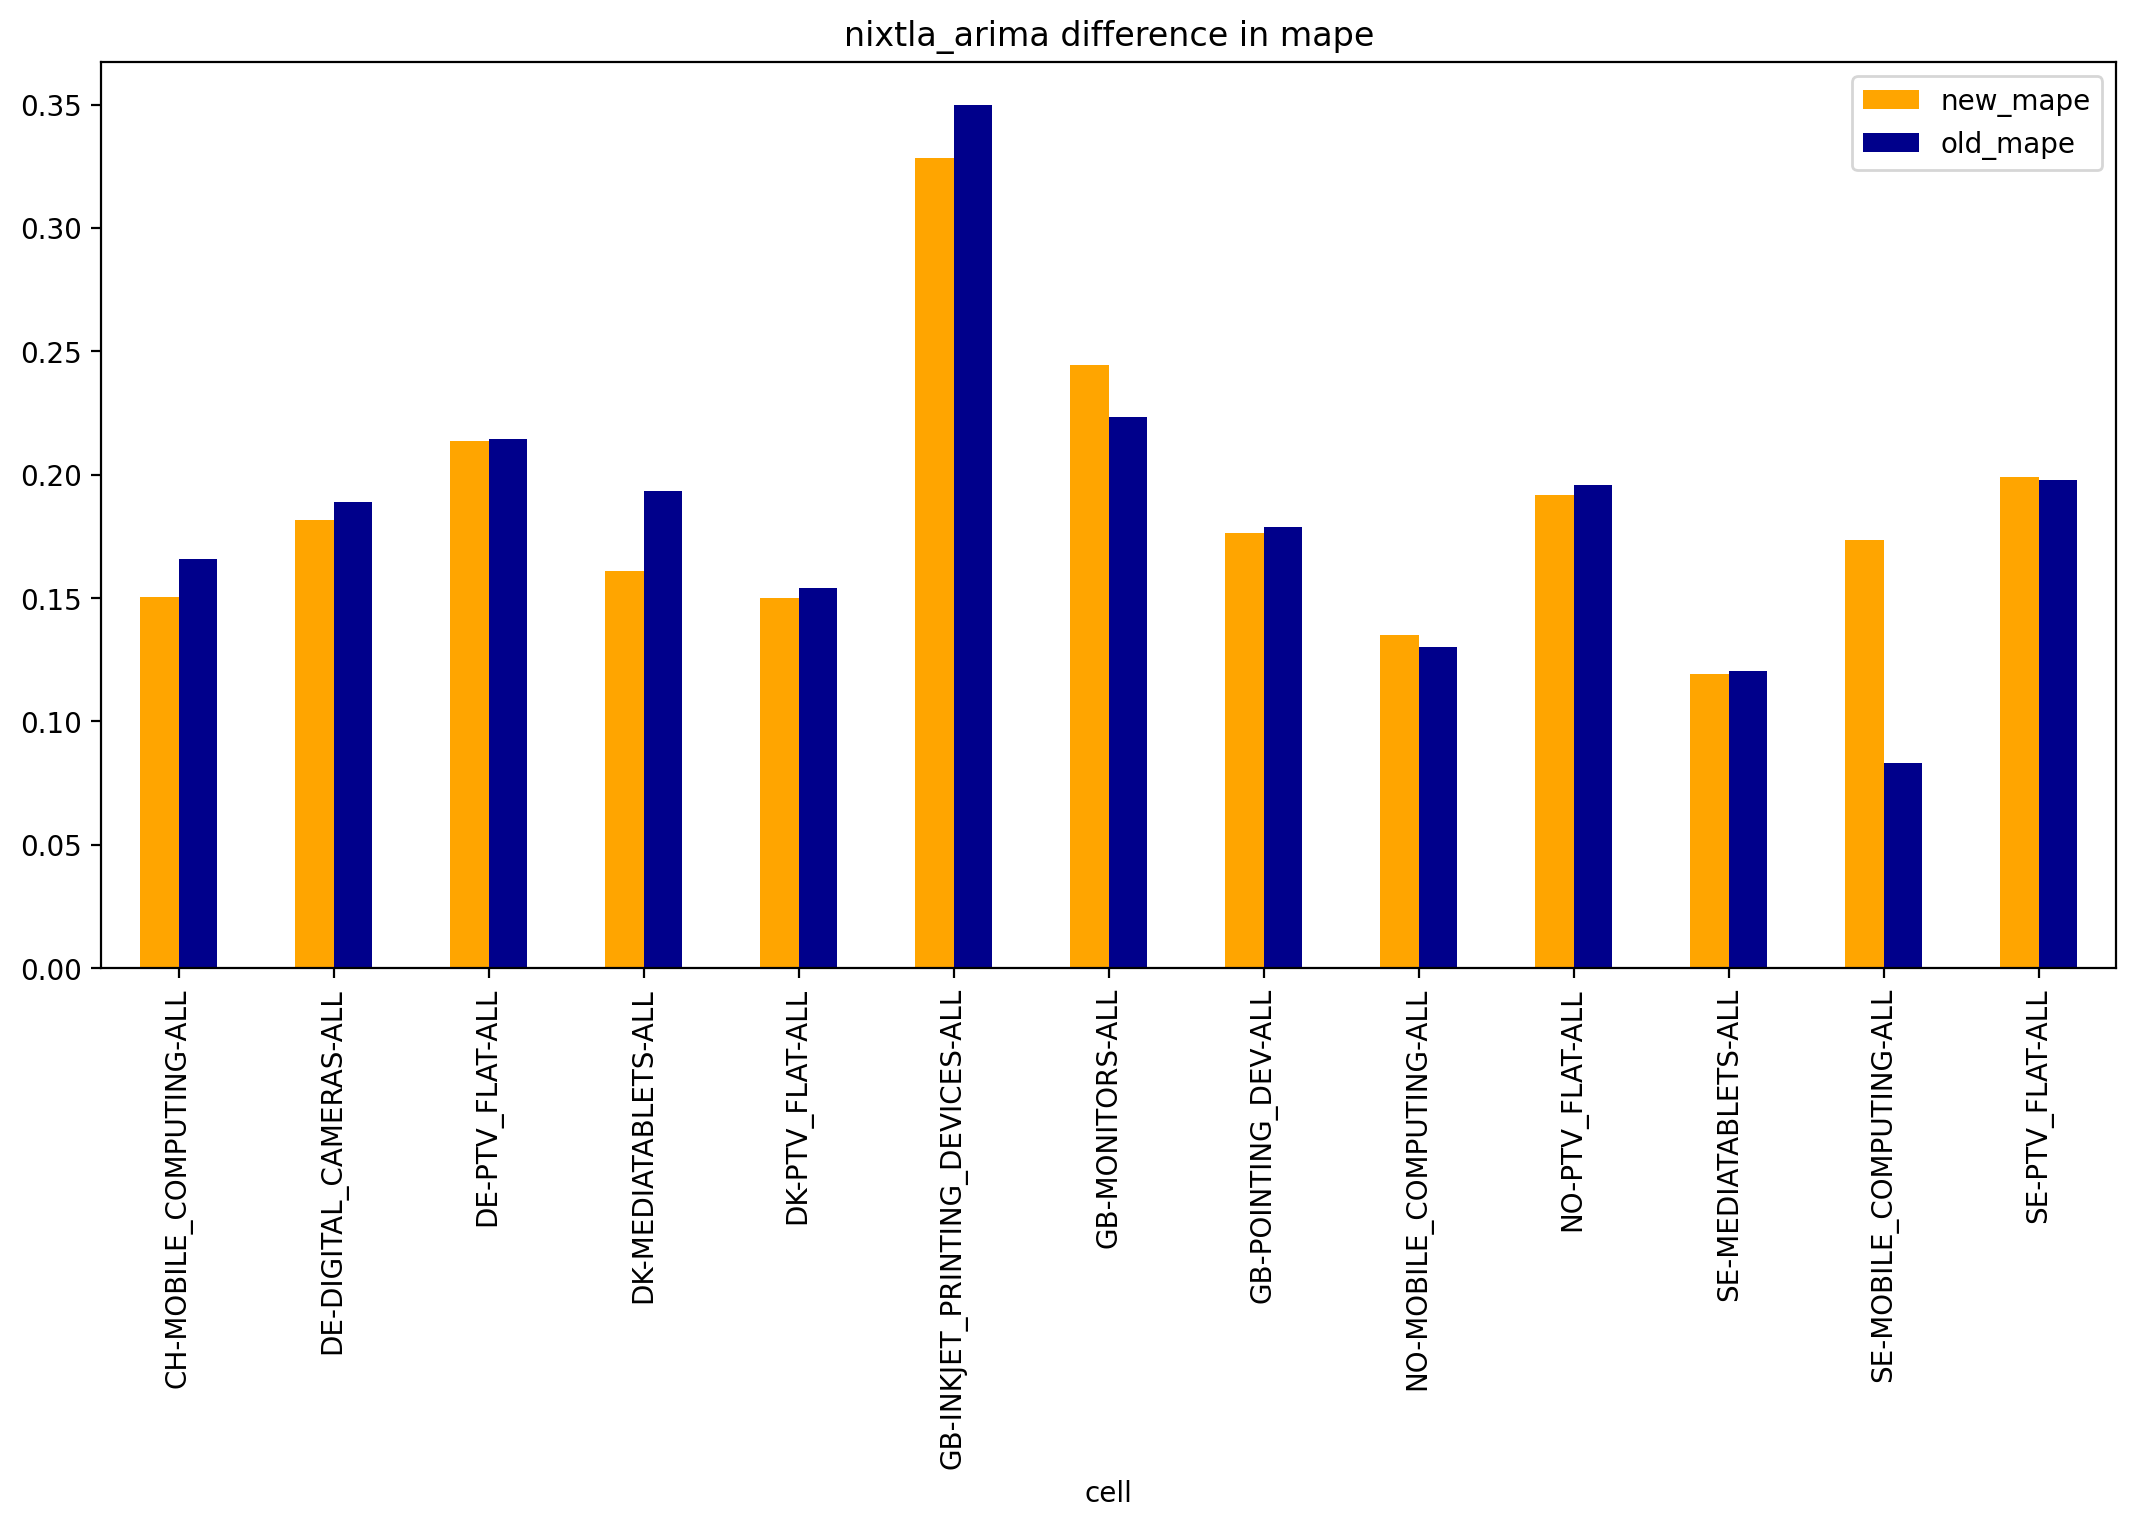 nixtla_arima difference in mape
new_mape
old_mape
0.35
0.30
0.25
0.20
0.15
0.10
0.05
0.00
CH-MOBILE_COMPUTING-ALL
DE-DIGITAL_CAMERAS-ALL
DE-PTV_FLAT-ALL
DK-MEDIATABLETS-ALL
DK-PTV_FLAT-ALL
GB-INKJET_PRINTING_DEVICES-ALL
GB-MONITORS-ALL
GB-POINTING_DEV-ALL
NO-MOBILE_COMPUTING-ALL
NO-PTV_FLAT-ALL
SE-MEDIATABLETS-ALL
SE-MOBILE_COMPUTING-ALL
SE-PTV_FLAT-ALL
cell